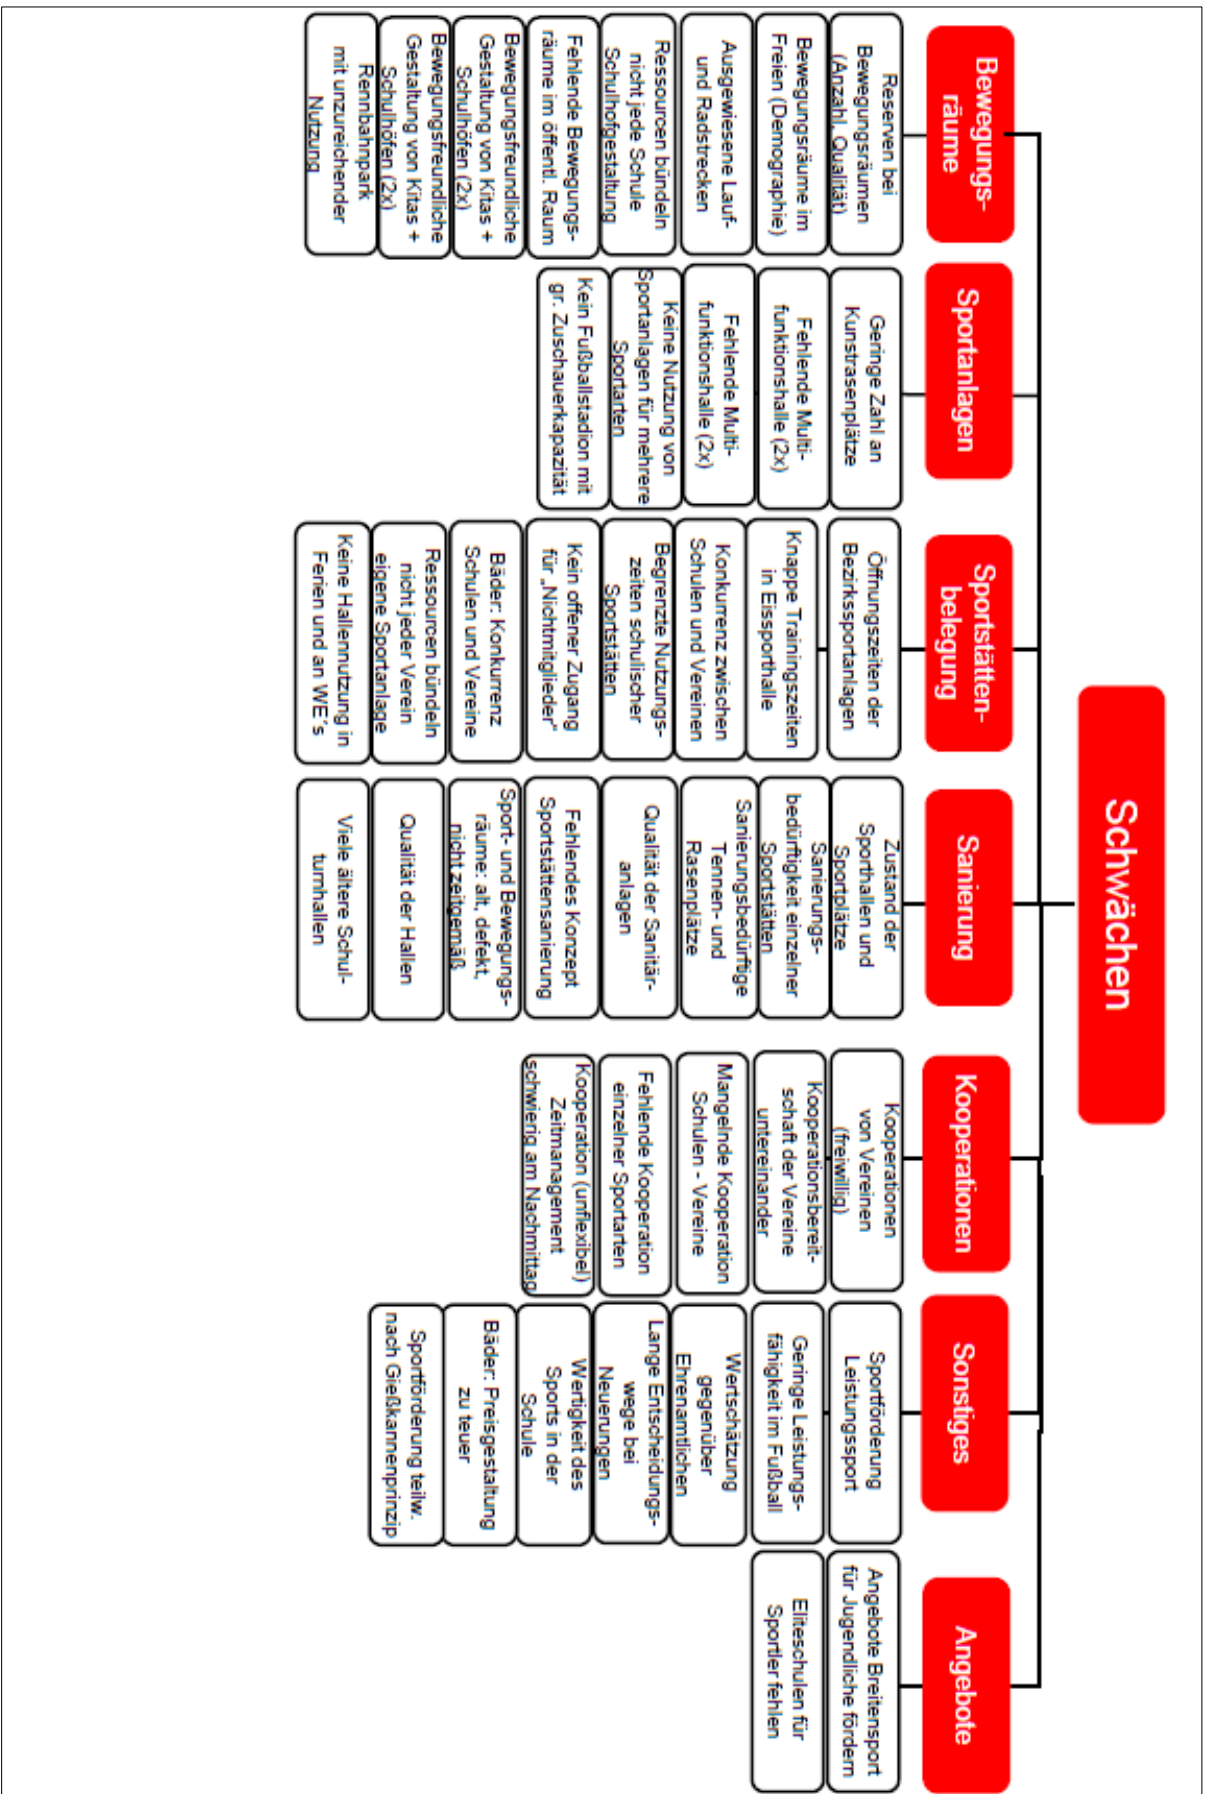 Schwächen
Bewegungs-
räume
Reserven bei
Bewegungsräumen
(Anzahl, Qualität)
Bewegungsräume im
Freien (Demographie)
Ausgewiesene Lauf-
und Radstrecken
Ressourcen bündeln
nicht jede Schule
Schulhofgestaltung
Fehlende Bewegungs-
räume im öffentl. Raum
Bewegungsfreundliche
Gestaltung von Kitas +
Schulhöfen (2x)
Bewegungsfreundliche
Gestaltung von Kitas +
Schulhöfen (2x)
Rennbahnpark
mit unzureichender
Nutzung
Sportanlagen
Geringe Zahl an
Kunstrasenplätze
Fehlende Multi-
funktionshalle (2x)
Fehlende Multi-
funktionshalle (2x)
Keine Nutzung von
Sportanlagen für mehrere
Sportarten
Kein Fußballstadion mit
gr. Zuschauerkapazität
Sportstätten-
belegung
Öffnungszeiten der
Bezirkssportanlagen
Knappe Trainingszeiten
in Eissporthalle
Konkurrenz zwischen
Schulen und Vereinen
Begrenzte Nutzungs-
zeiten schulischer
Sportstätten
Kein offener Zugang
für „Nichtmitglieder“
Bäder: Konkurrenz
Schulen und Vereine
Ressourcen bündeln
nicht jeder Verein
eigene Sportanlage
Keine Hallennutzung in
Ferien und an WE´s
Sanierung
Zustand der
Sporthallen und
Sportplätze
Sanierungs-
bedürftigkeit einzelner
Sportstätten
Sanierungsbedürftige
Tennen- und
Rasenplätze
Qualität der Sanitär-
anlagen
Fehlendes Konzept
Sportstättensanierung
Sport- und Bewegungs-
räume: alt, defekt,
nicht zeitgemäß
Qualität der Hallen
Viele ältere Schul-
turnhallen
Kooperationen
Kooperationen
von Vereinen
(freiwillig)
Kooperationsbereit-
schaft der Vereine
untereinander
Mangelnde Kooperation
Schulen - Vereine
Fehlende Kooperation
einzelner Sportarten
Kooperation (unflexibel)
Zeitmanagement
schwierig am Nachmittag
Sonstiges
Sportförderung
Leistungssport
Geringe Leistungs-
fähigkeit im Fußball
Wertschätzung
gegenüber
Ehrenamtlichen
Lange Entscheidungs-
wege bei
Neuerungen
Wertigkeit des
Sports in der
Schule
Bäder: Preisgestaltung
zu teuer
Sportförderung teilw.
nach Gießkannenprinzip
Angebote
Angebote Breitensport
für Jugendliche fördern
Eliteschulen für
Sportler fehlen